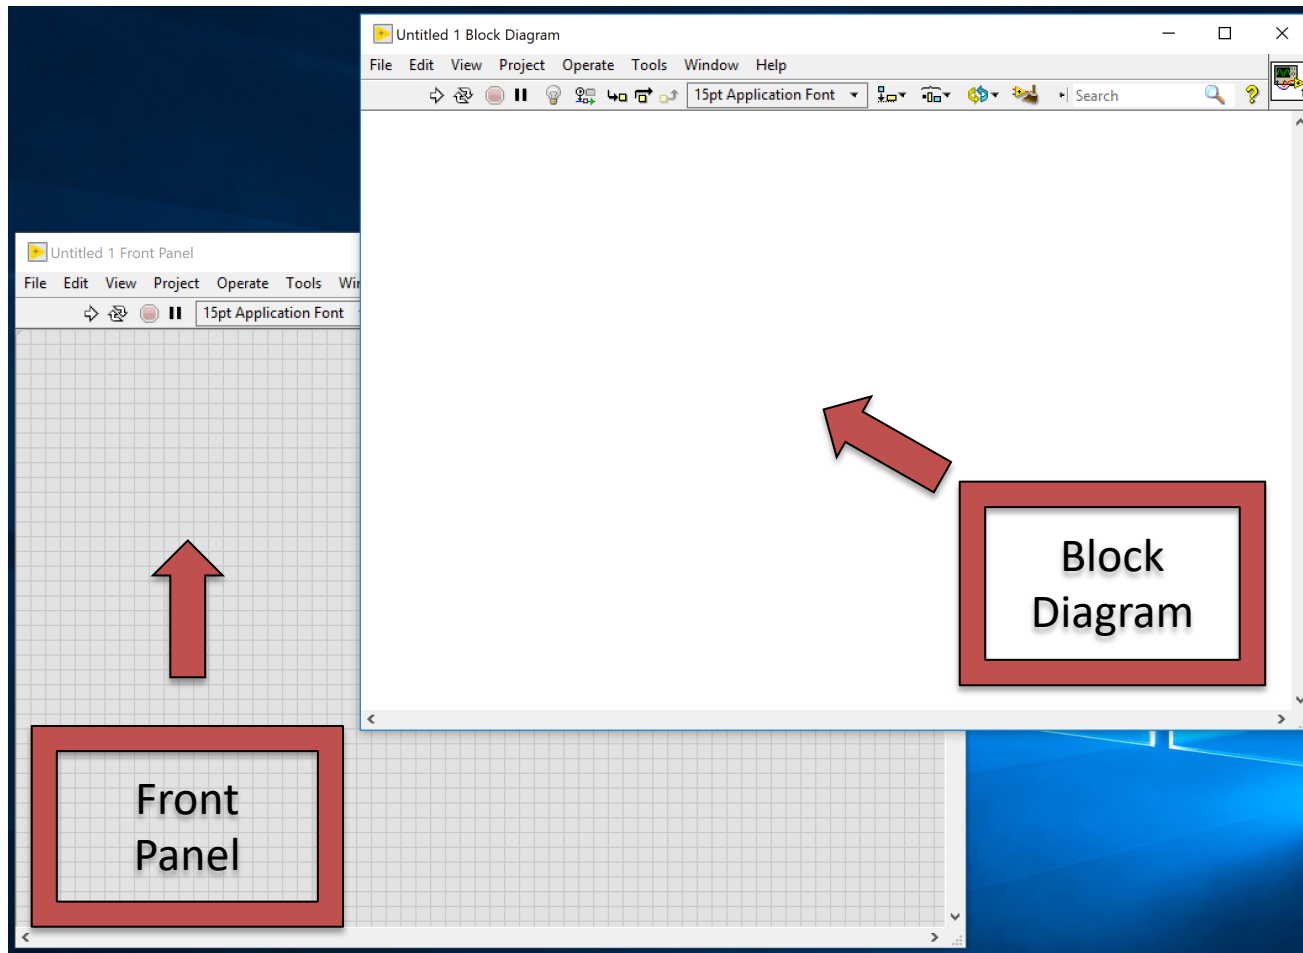 Untitled 1 Block Diagram
File Edit View Project Operate Tools Window Help
15pt Application Font
Search
Untitled 1 Front Panel
File Edit View Project Operate Tools
15pt Application Font
Block
Diagram
Front
Panel